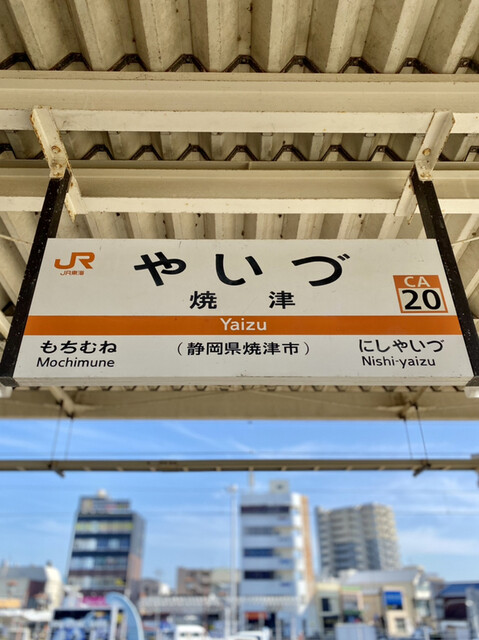 JR
JR東海
やいづ
焼津
CA
20
Yaizu
もちむね
Mochimune
(静岡県焼津市)
にしやいづ
Nishi-yaizu